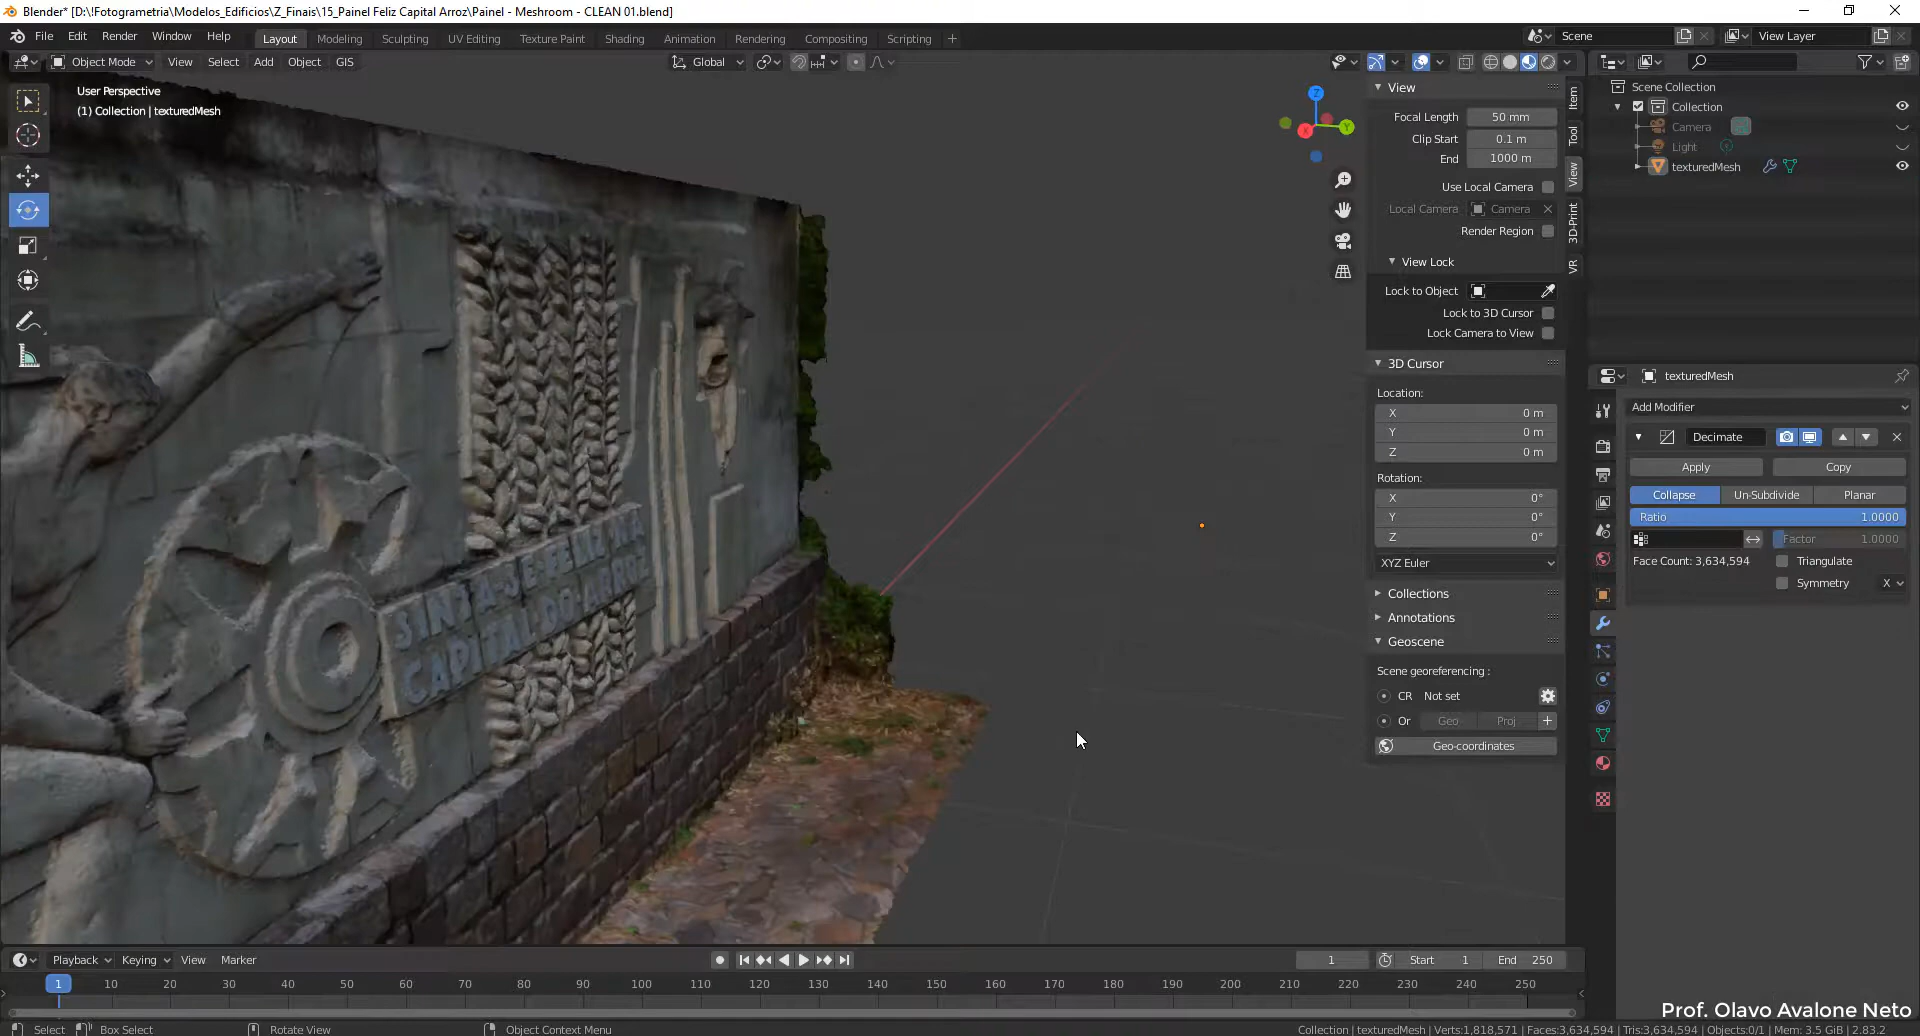 Blender* [D:\!Fotogrametria\Modelos_Edificios\Z_Finais\15_Painel Feliz Capital Arroz\Painel - Meshroom - CLEAN 01.blend]
File Edit Render Window Help Layout Modeling Sculpting UV Editing Texture Paint Shading Animation Rendering Compositing Scripting Scene View Layer
Object Mode View Select Add Object GIS Global
User Perspective
(1) Collection | texturedMesh
View
Focal Length 50 mm
Clip Start 0.1 m
End 1000 m
Use Local Camera
Local Camera Camera
Render Region
View Lock
Lock to Object
Lock to 3D Cursor
Lock Camera to View
3D Cursor
Location:
X 0 m
Y 0 m
Z 0 m
Rotation:
X 0°
Y 0°
Z 0°
XYZ Euler
Collections
Annotations
Geoscene
Scene georeferencing :
CR Not set
Or Geo Proj
Geo-coordinates
Item
Tool
View
3D-Print
VR
Z
X Y
Scene Collection
Collection
Camera
Light
texturedMesh
texturedMesh
Add Modifier
Decimate
Apply Copy
Collapse Un-Subdivide Planar
Ratio 1.0000
Factor 1.0000
Face Count: 3,634,594 Triangulate
Symmetry X
SINTA-SE FELIZ NA
CAPITAL DO ARROZ
Playback Keying View Marker 1 Start 1 End 250
1 10 20 30 40 50 60 70 80 90 100 110 120 130 140 150 160 170 180 190 200 210 220 230 240 250
Prof. Olavo Avalone Neto
Select Box Select Rotate View Object Context Menu Collection | texturedMesh | Verts:1,818,571 | Faces:3,634,594 | Tris:3,634,594 | Objects:0/1 | Mem: 3.5 GiB | 2.83.2